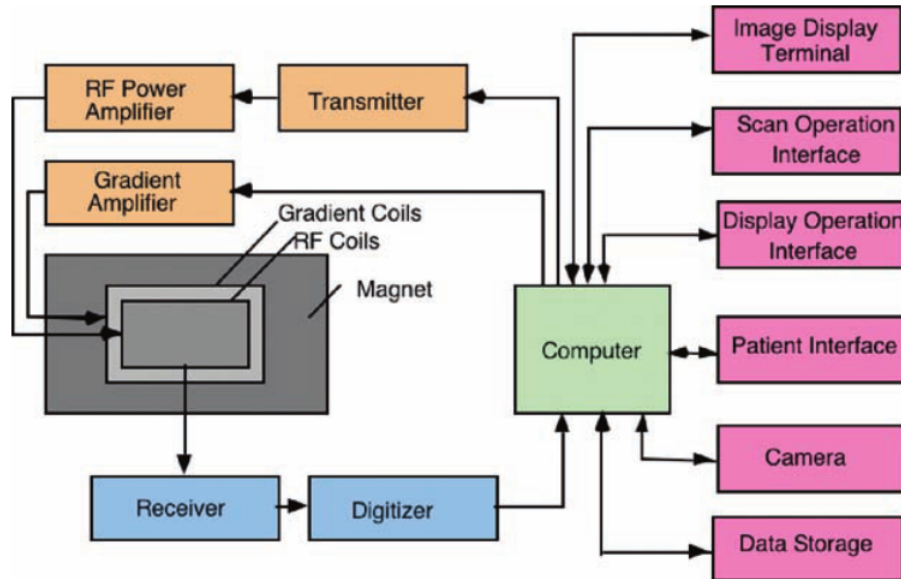 Image Display
Terminal
RF Power
Amplifier
Transmitter
Scan Operation
Interface
Gradient
Amplifier
Gradient Coils
RF Coils
Display Operation
Interface
Magnet
Computer
Patient Interface
Camera
Receiver
Digitizer
Data Storage